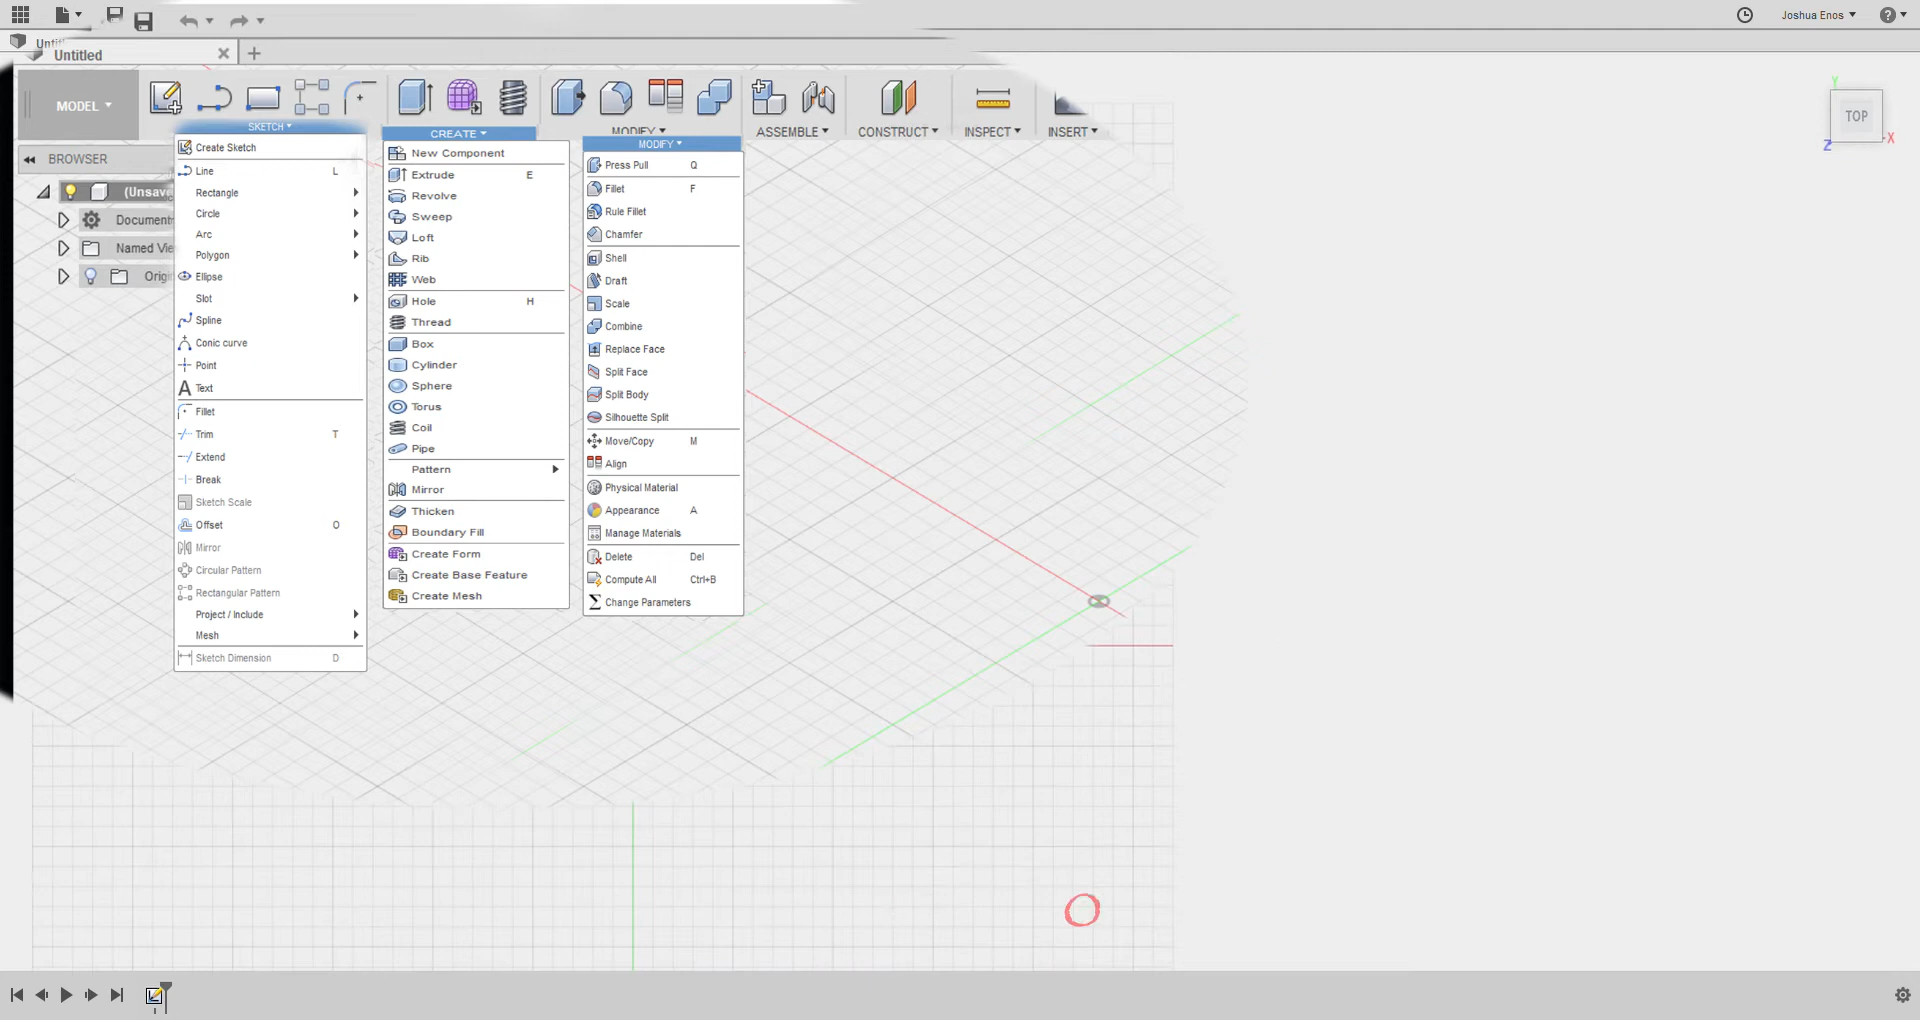 Joshua Enos
Untitled
MODEL
MODIFY
ASSEMBLE
CONSTRUCT
INSPECT
INSERT
BROWSER
(Unsav
Document
Named Vie
Orig
SKETCH
Create Sketch
Line L
Rectangle
Circle
Arc
Polygon
Ellipse
Slot
Spline
Conic curve
Point
Text
Fillet
Trim T
Extend
Break
Sketch Scale
Offset O
Mirror
Circular Pattern
Rectangular Pattern
Project / Include
Mesh
Sketch Dimension D
CREATE
New Component
Extrude E
Revolve
Sweep
Loft
Rib
Web
Hole H
Thread
Box
Cylinder
Sphere
Torus
Coil
Pipe
Pattern
Mirror
Thicken
Boundary Fill
Create Form
Create Base Feature
Create Mesh
MODIFY
Press Pull Q
Fillet F
Rule Fillet
Chamfer
Shell
Draft
Scale
Combine
Replace Face
Split Face
Split Body
Silhouette Split
Move/Copy M
Align
Physical Material
Appearance A
Manage Materials
Delete Del
Compute All Ctrl+B
Change Parameters
Y
TOP
X
Z